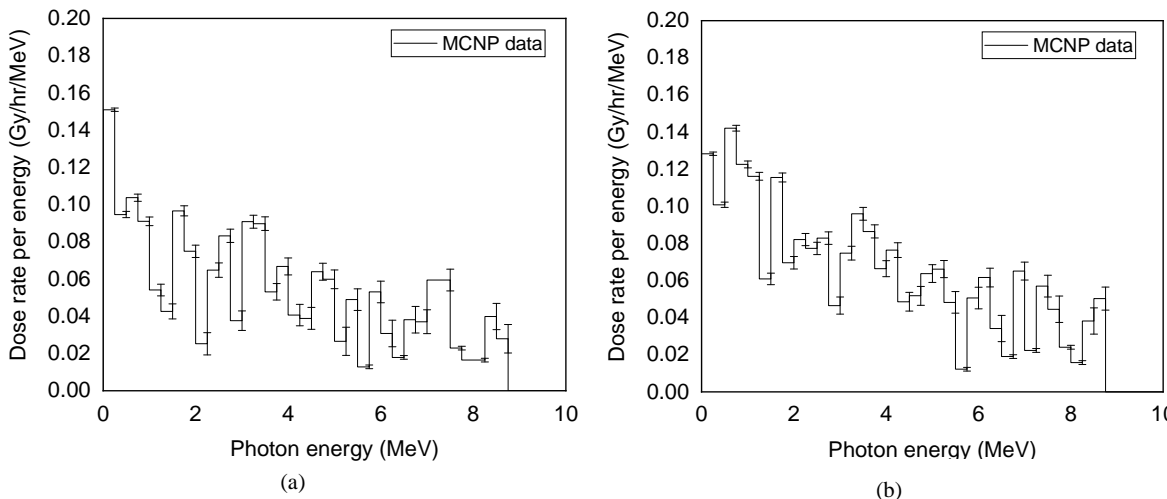 0.20
0.18
0.16
0.14
0.12
0.10
0.08
0.06
0.04
0.02
0.00
Dose rate per energy (Gy/hr/MeV)
MCNP data
0 2 4 6 8 10
Photon energy (MeV)
(a)
0.20
0.18
0.16
0.14
0.12
0.10
0.08
0.06
0.04
0.02
0.00
Dose rate per energy (Gy/hr/MeV)
MCNP data
0 2 4 6 8 10
Photon energy (MeV)
(b)